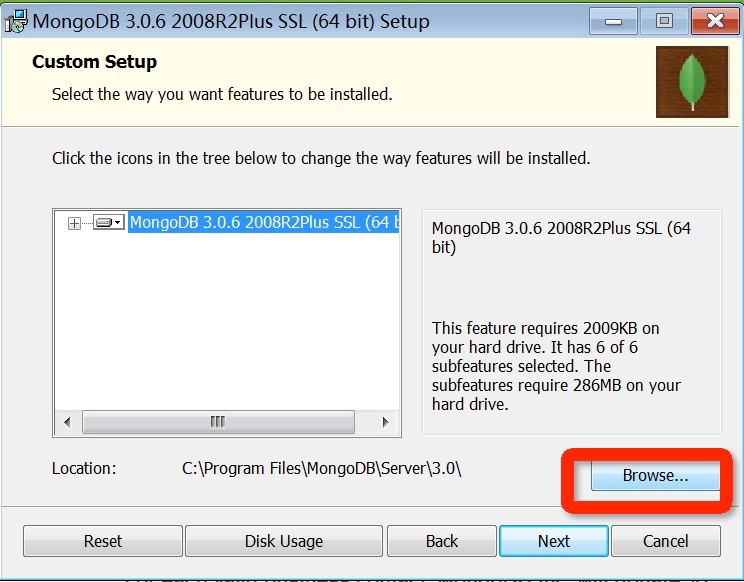 MongoDB 3.0.6 2008R2Plus SSL (64 bit) Setup
Custom Setup
Select the way you want features to be installed.
Click the icons in the tree below to change the way features will be installed.
MongoDB 3.0.6 2008R2Plus SSL (64 b
MongoDB 3.0.6 2008R2Plus SSL (64
bit)
This feature requires 2009KB on
your hard drive. It has 6 of 6
subfeatures selected. The
subfeatures require 286MB on your
hard drive.
Location: C:\Program Files\MongoDB\Server\3.0\
Browse...
Reset Disk Usage Back Next Cancel